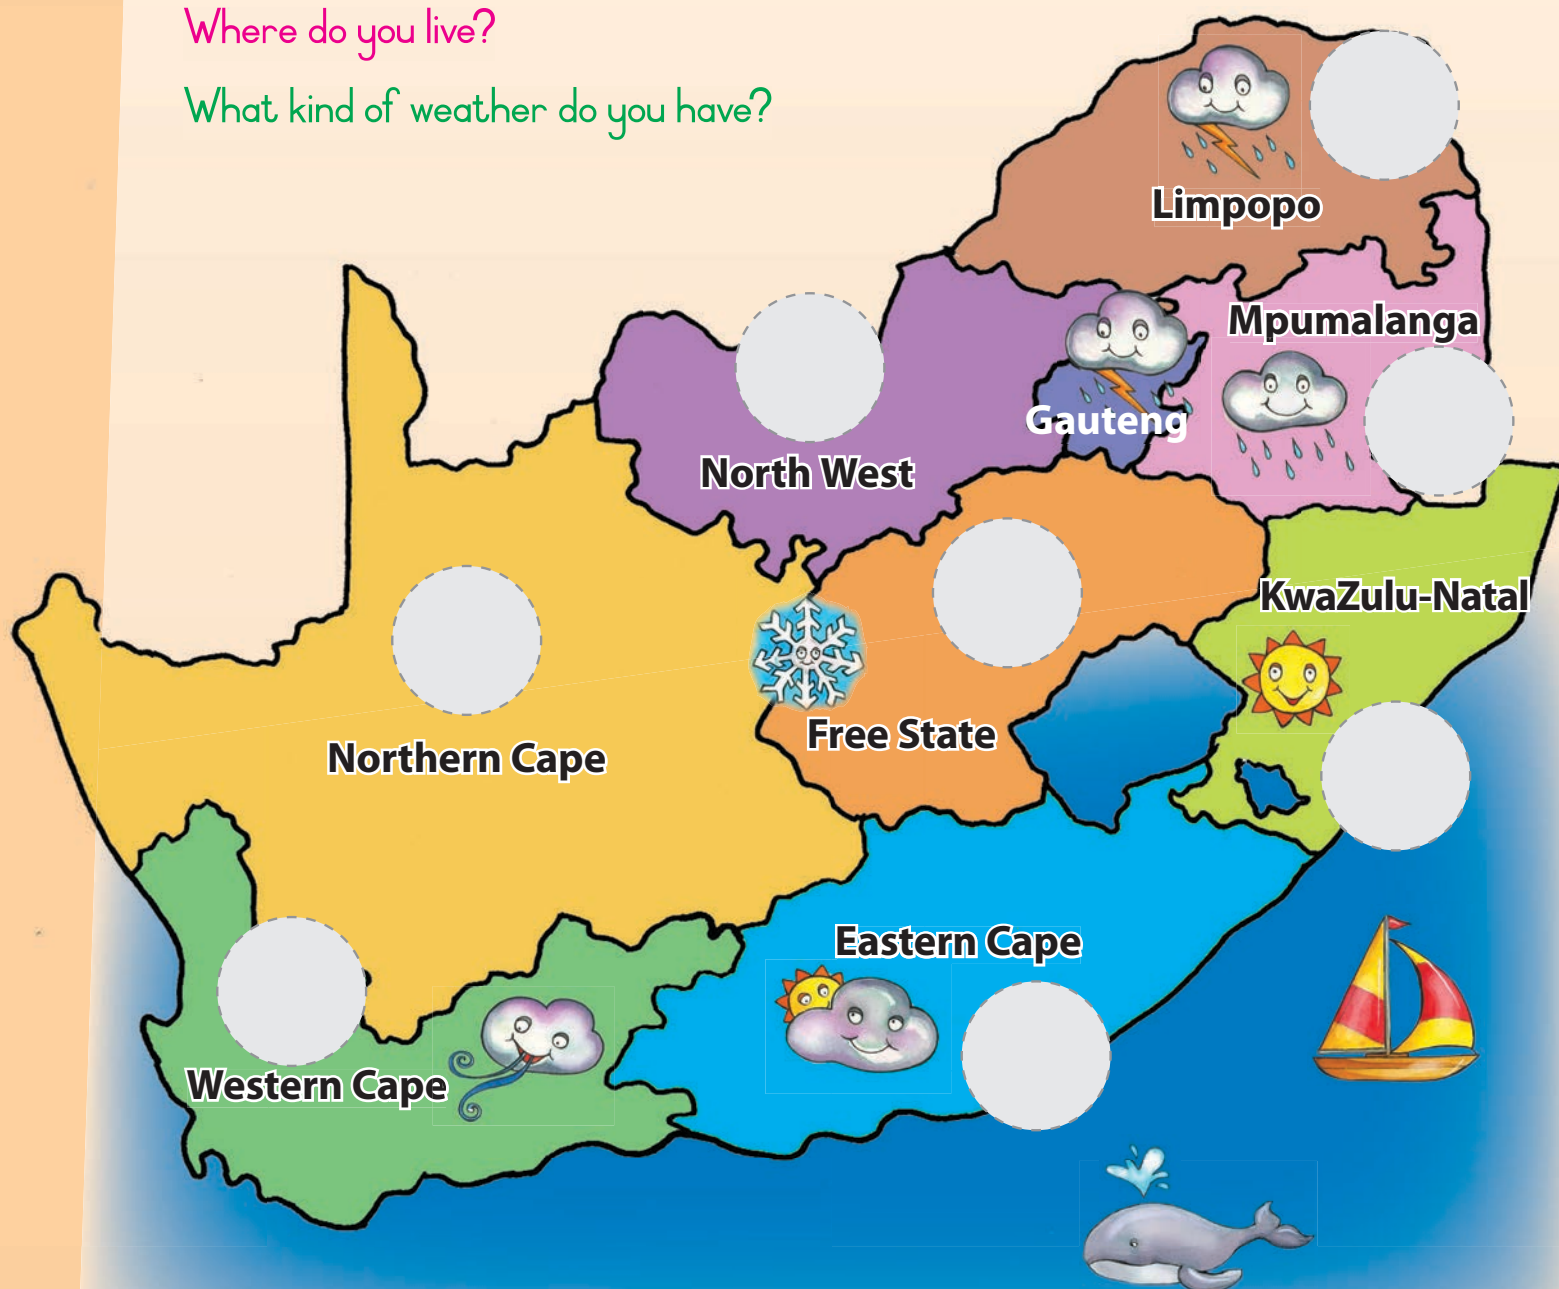 Where do you live?
What kind of weather do you have?
Limpopo
Mpumalanga
Gauteng
North West
KwaZulu-Natal
Free State
Northern Cape
Eastern Cape
Western Cape